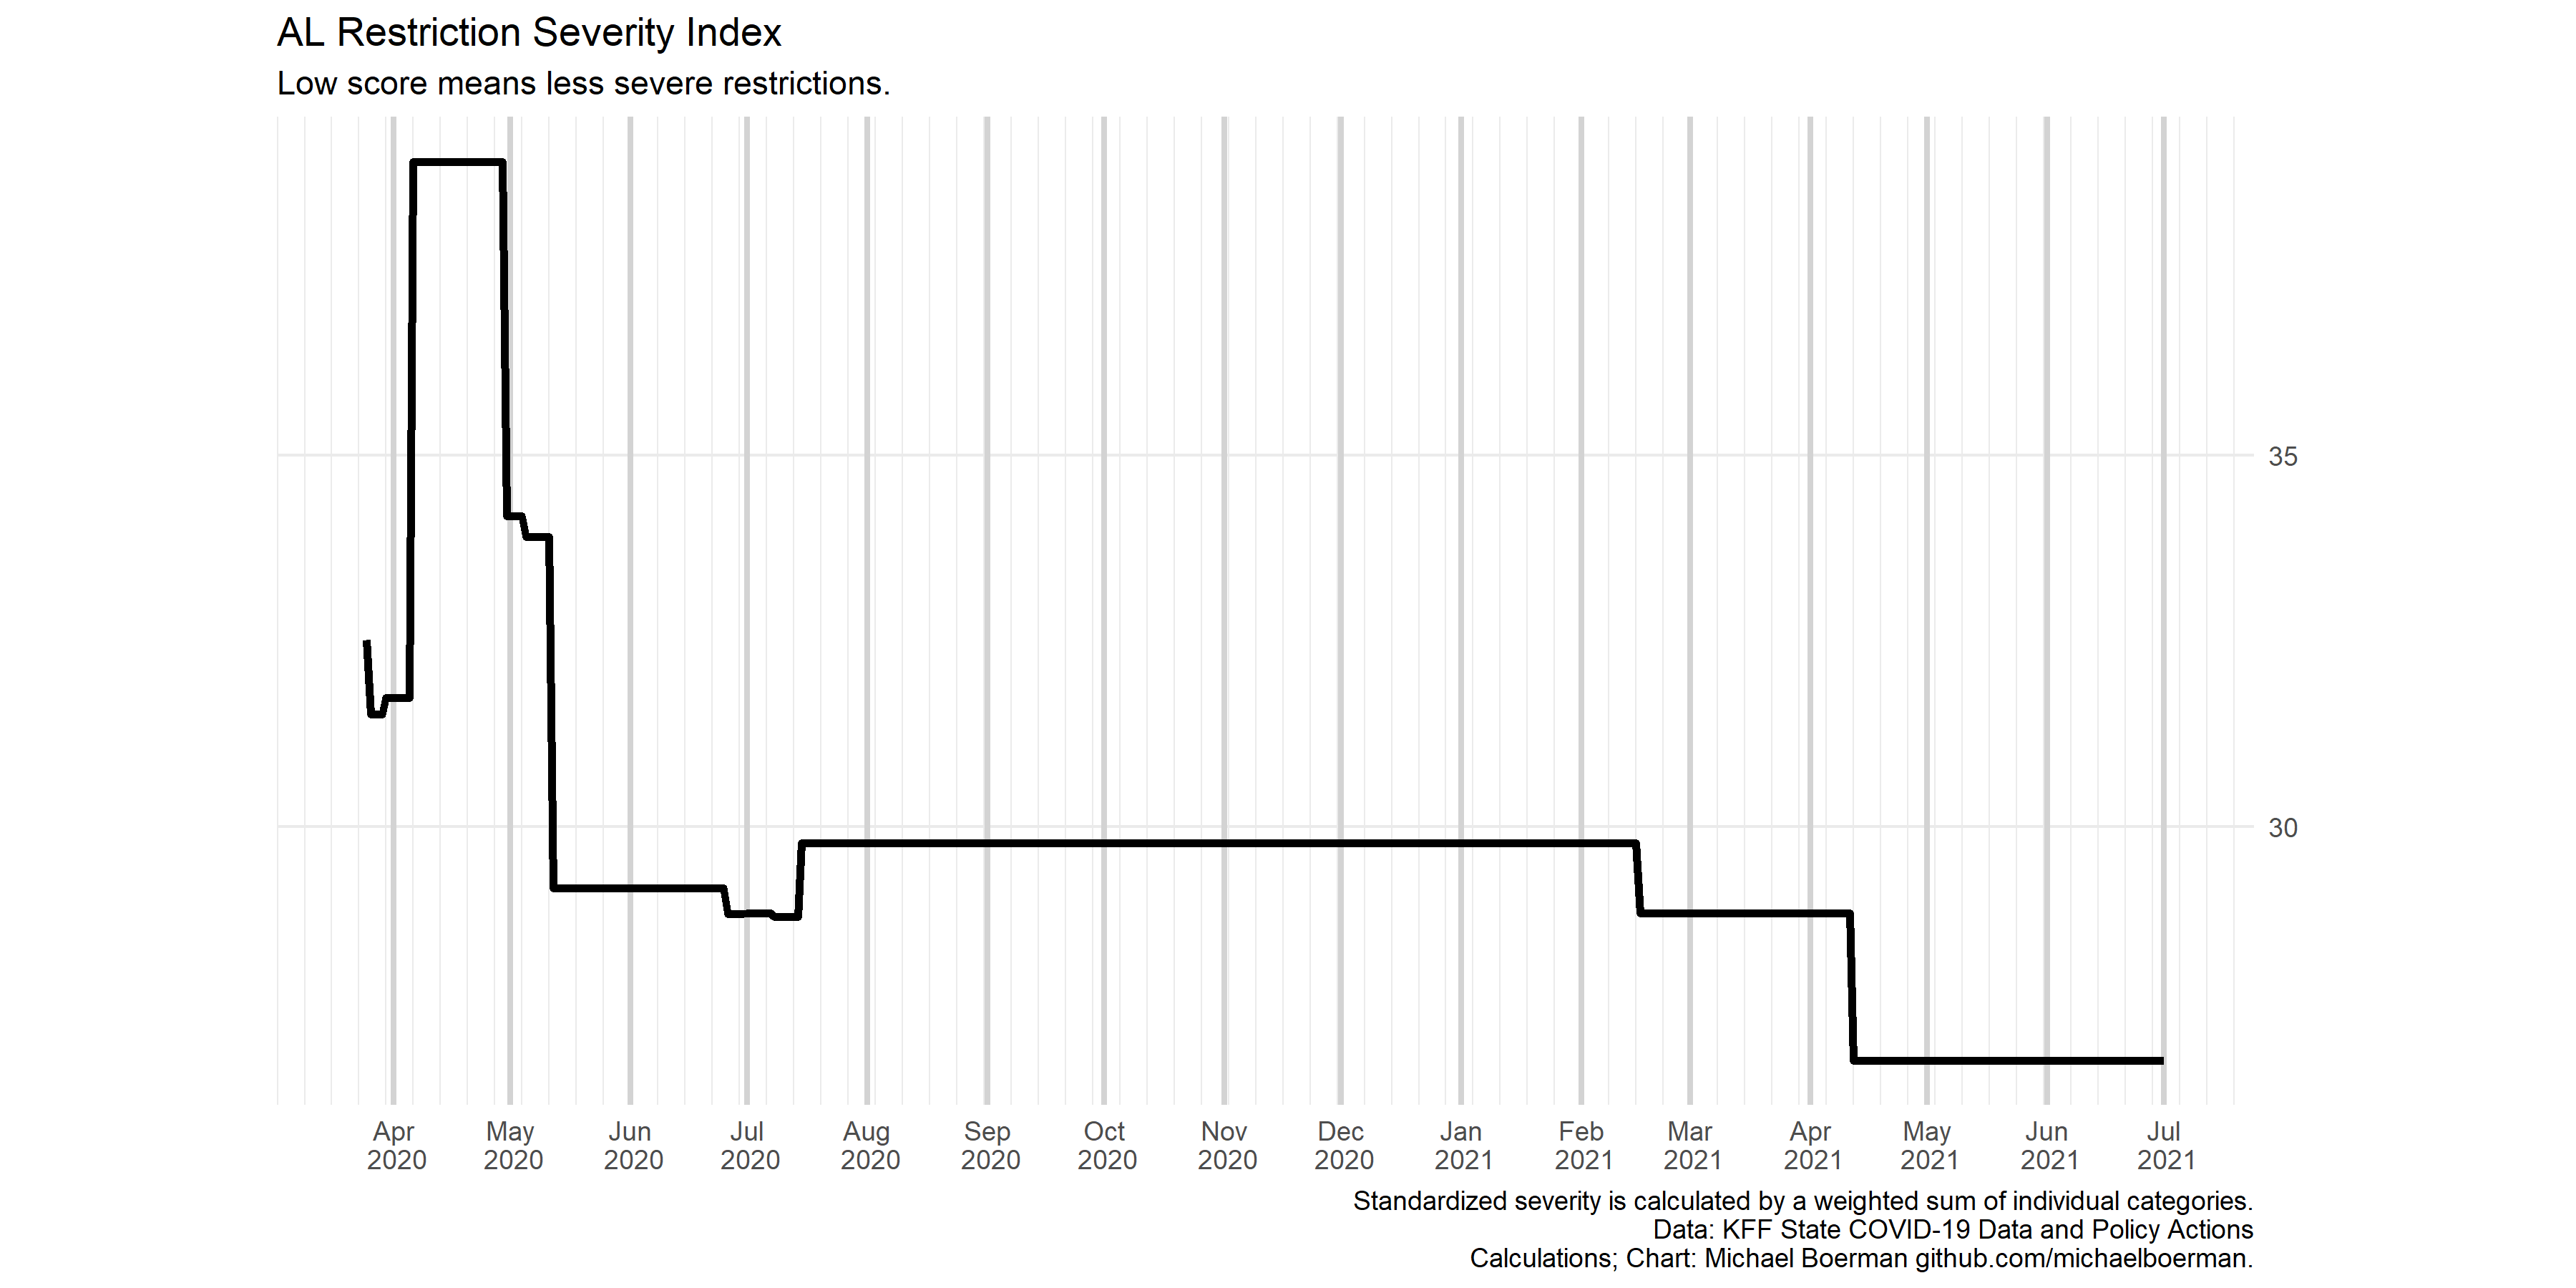 AL Restriction Severity Index
Low score means less severe restrictions.
35
30
Apr May Jun Jul Aug Sep Oct Nov Dec Jan Feb Mar Apr May Jun Jul
2020 2020 2020 2020 2020 2020 2020 2020 2020 2021 2021 2021 2021 2021 2021 2021
Standardized severity is calculated by a weighted sum of individual categories.
Data: KFF State COVID-19 Data and Policy Actions
Calculations; Chart: Michael Boerman github.com/michaelboerman.